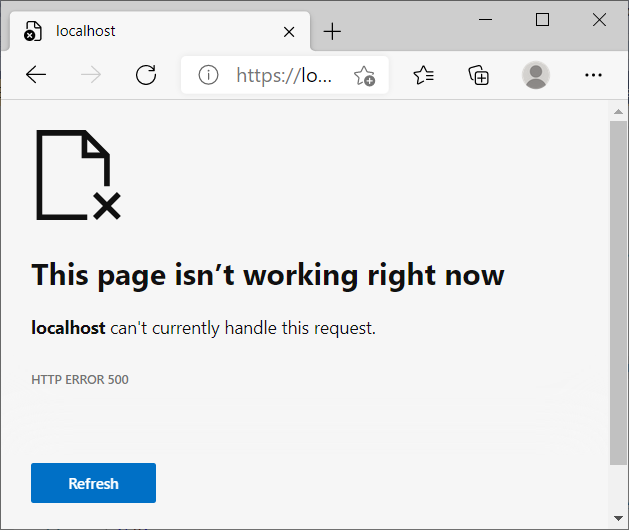 localhost
https://lo...
This page isn’t working right now
localhost can't currently handle this request.
HTTP ERROR 500
Refresh